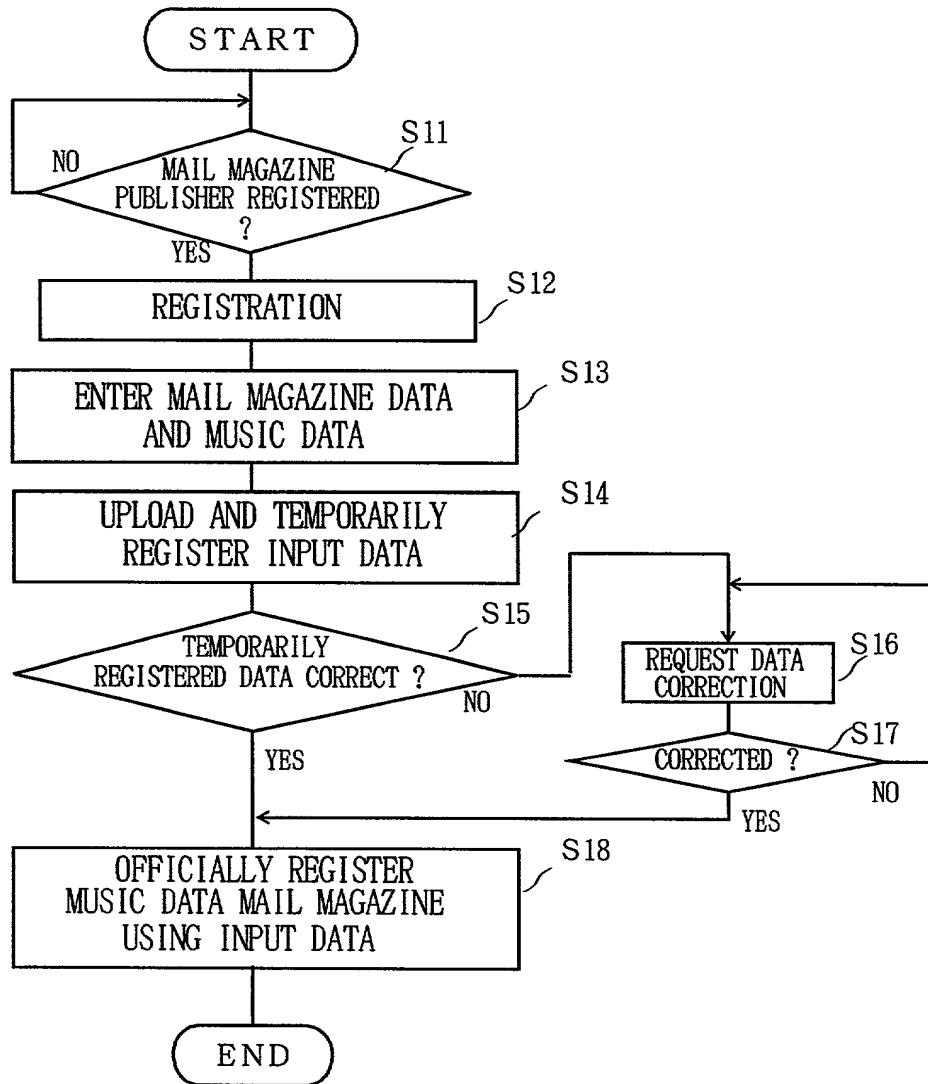 START
S11
NO
MAIL MAGAZINE
PUBLISHER REGISTERED
?
YES
S12
REGISTRATION
S13
ENTER MAIL MAGAZINE DATA
AND MUSIC DATA
S14
UPLOAD AND TEMPORARILY
REGISTER INPUT DATA
S15
TEMPORARILY
REGISTERED DATA CORRECT ?
NO
YES
S16
REQUEST DATA
CORRECTION
S17
CORRECTED ?
NO
YES
S18
OFFICIALLY REGISTER
MUSIC DATA MAIL MAGAZINE
USING INPUT DATA
END